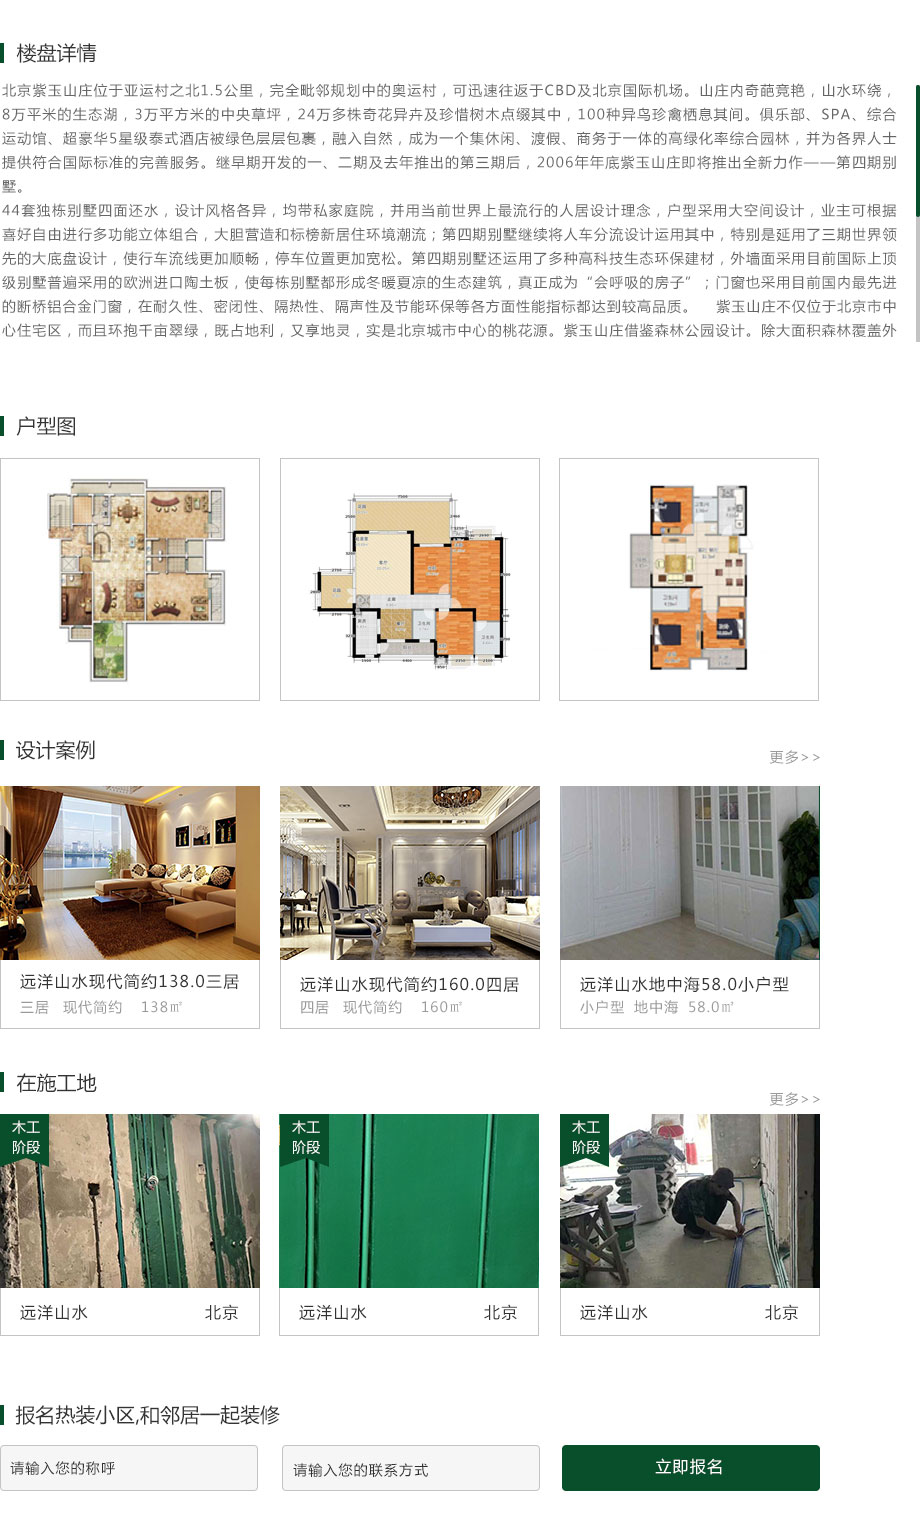 楼盘详情
北京紫玉山庄位于亚运村之北1.5公里，完全毗邻规划中的奥运村，可迅速往返于CBD及北京国际机场。山庄内奇葩竞艳，山水环绕，
8万平米的生态湖，3万平方米的中央草坪，24万多株奇花异卉及珍惜树木点缀其中，100种异鸟珍禽栖息其间。俱乐部、SPA、综合
运动馆、超豪华5星级泰式酒店被绿色层层包裹，融入自然，成为一个集休闲、渡假、商务于一体的高绿化率综合园林，并为各界人士
提供符合国际标准的完善服务。继早期开发的一、二期及去年推出的第三期后，2006年年底紫玉山庄即将推出全新力作——第四期别
墅。
44套独栋别墅四面还水，设计风格各异，均带私家庭院，并用当前世界上最流行的人居设计理念，户型采用大空间设计，业主可根据
喜好自由进行多功能立体组合，大胆营造和标榜新居住环境潮流；第四期别墅继续将人车分流设计运用其中，特别是延用了三期世界领
先的大底盘设计，使行车流线更加顺畅，停车位置更加宽松。第四期别墅还运用了多种高科技生态环保建材，外墙面采用目前国际上顶
级别墅普遍采用的欧洲进口陶土板，使每栋别墅都形成冬暖夏凉的生态建筑，真正成为“会呼吸的房子”；门窗也采用目前国内最先进
的断桥铝合金门窗，在耐久性、密闭性、隔热性、隔声性及节能环保等各方面性能指标都达到较高品质。 紫玉山庄不仅位于北京市中
心住宅区，而且环抱千亩翠绿，既占地利，又享地灵，实是北京城市中心的桃花源。紫玉山庄借鉴森林公园设计。除大面积森林覆盖外
户型图
设计案例
更多>>
远洋山水现代简约138.0三居
三居 现代简约 138㎡
远洋山水现代简约160.0四居
四居 现代简约 160㎡
远洋山水地中海58.0小户型
小户型 地中海 58.0㎡
在施工地
更多>>
木工
阶段
木工
阶段
木工
阶段
远洋山水 北京
远洋山水 北京
远洋山水 北京
报名热装小区,和邻居一起装修
请输入您的称呼
请输入您的联系方式
立即报名